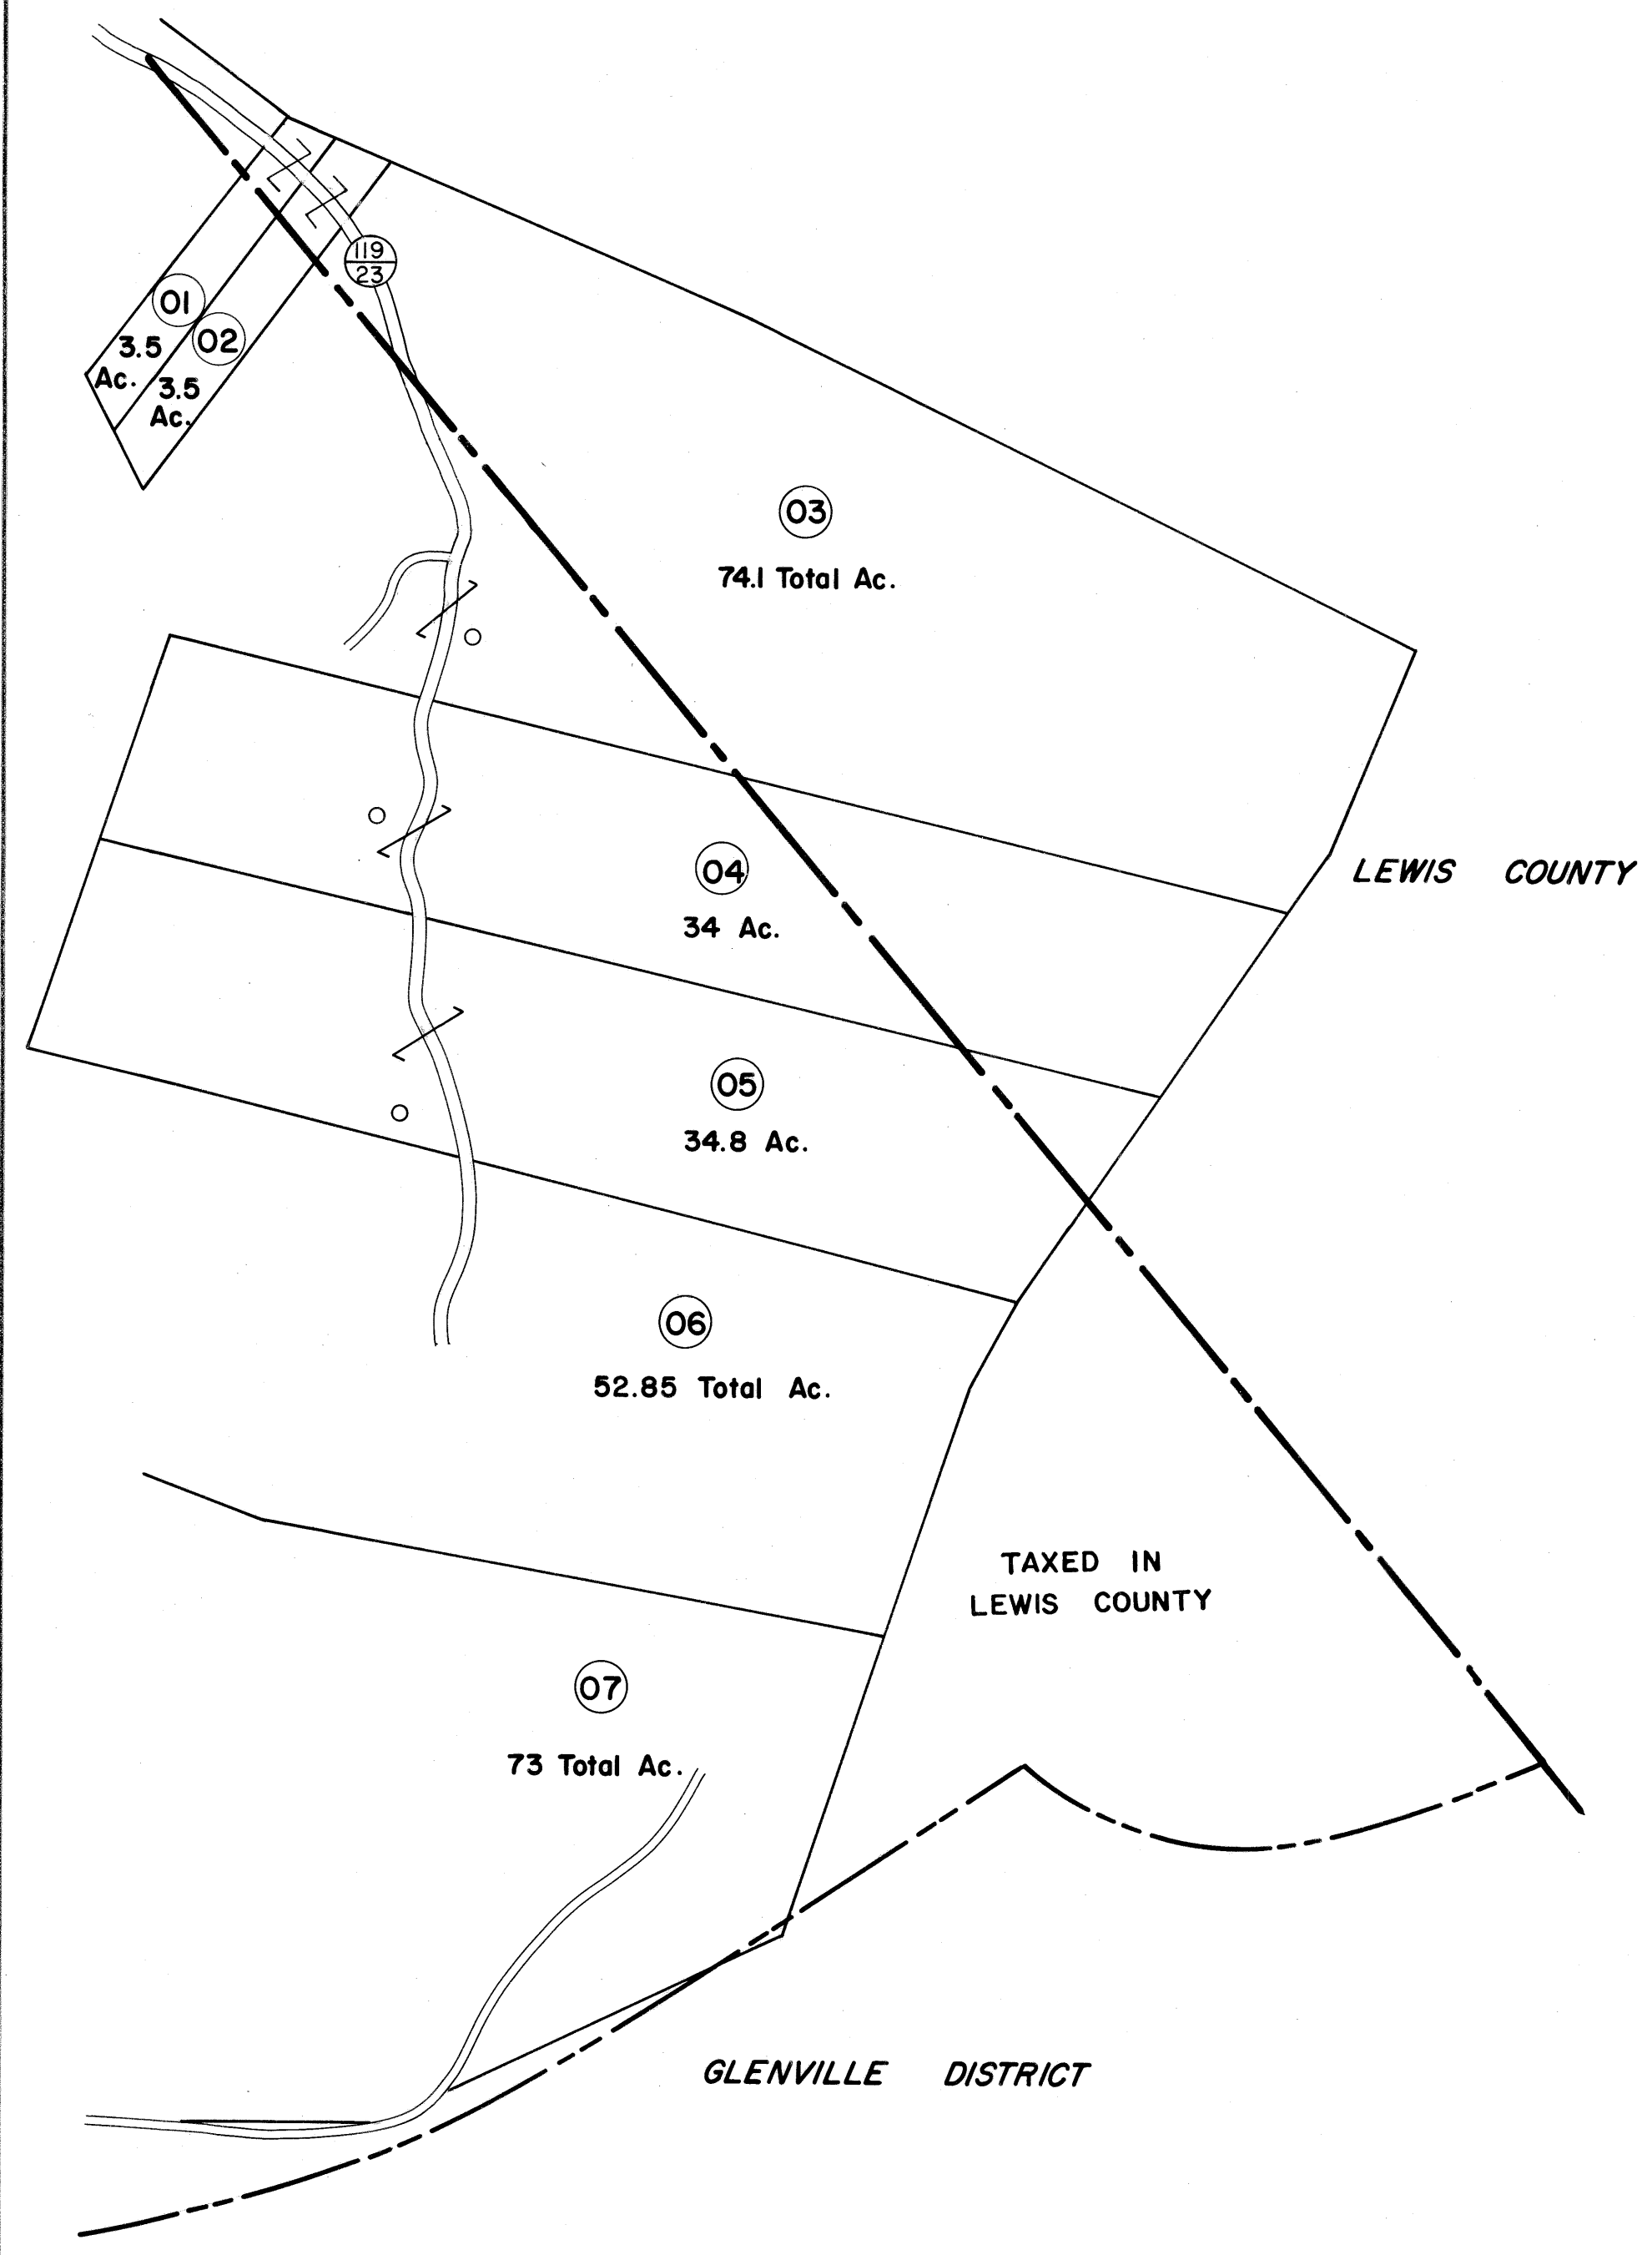 119
23
01
3.5
Ac.
02
3.5
Ac.
03
74.1 Total Ac.
LEWIS COUNTY
04
34 Ac.
05
34.8 Ac.
06
52.85 Total Ac.
TAXED IN
LEWIS COUNTY
07
73 Total Ac.
GLENVILLE DISTRICT